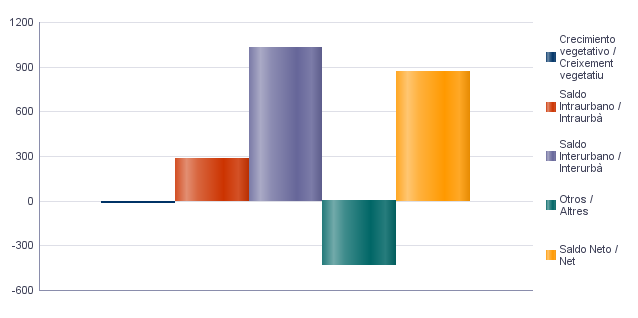 1200
900
600
300
0
-300
-600
Crecimiento
vegetativo /
Creixement
vegetatiu
Saldo
Intraurbano /
Intraurbà
Saldo
Interurbano /
Interurbà
Otros /
Altres
Saldo Neto /
Net